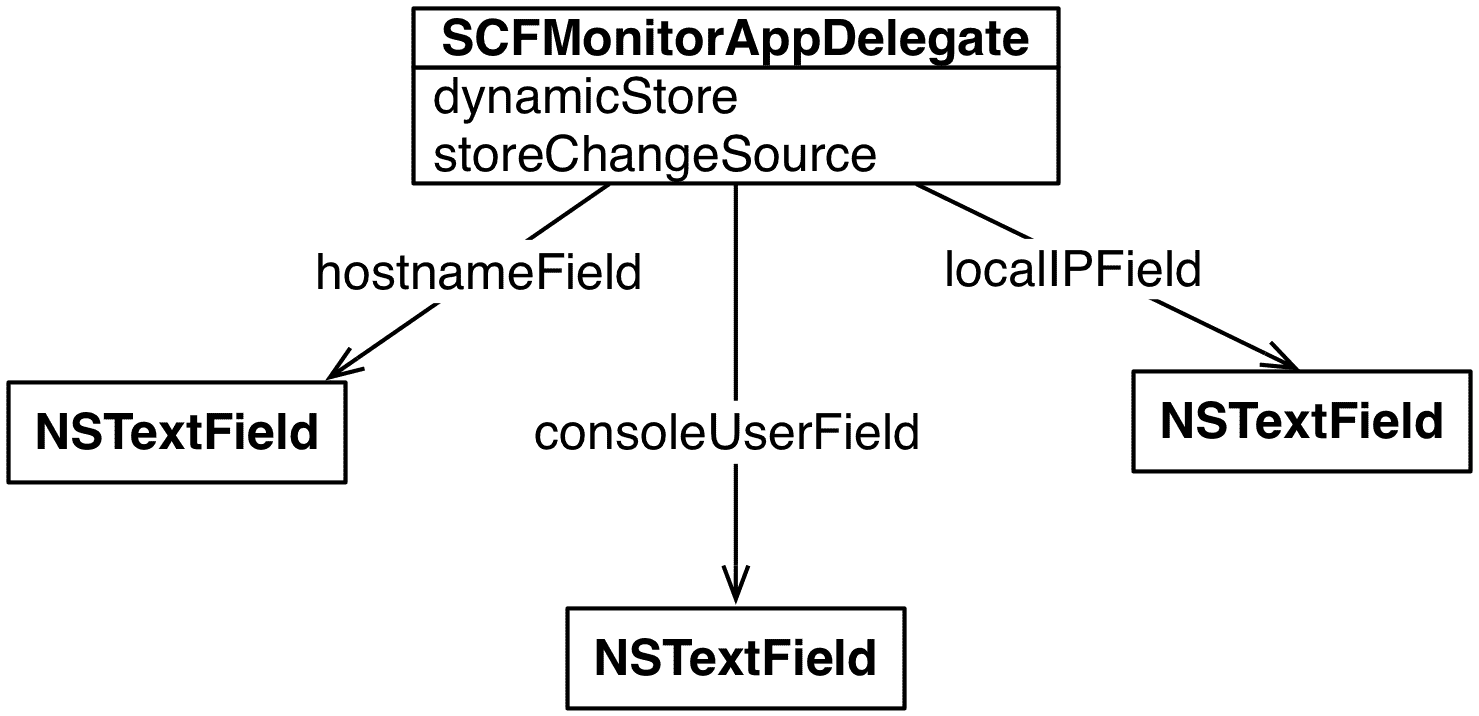 SCFMonitorAppDelegate
dynamicStore
storeChangeSource
hostnameField
localIPField
NSTextField
consoleUserField
NSTextField
NSTextField